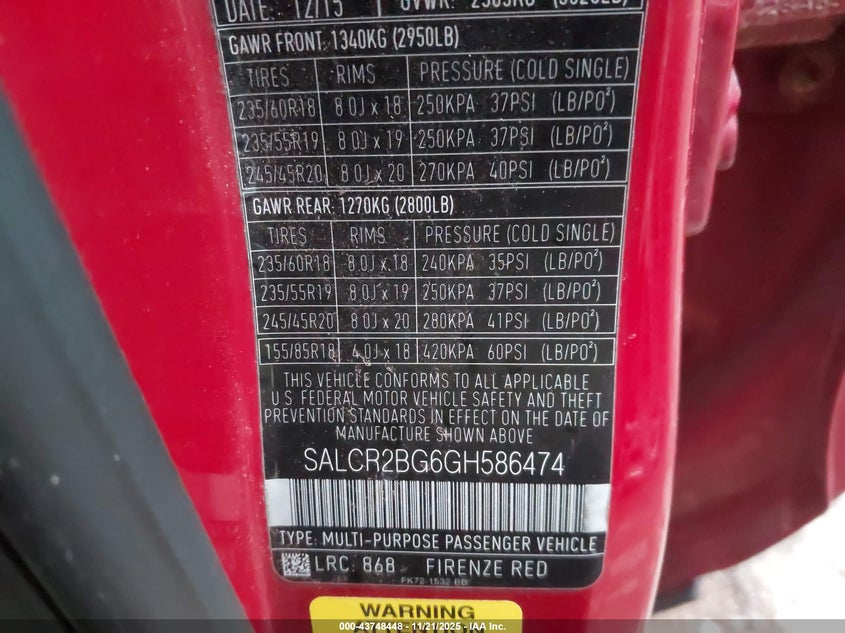 DATE: 12/15 GVWR:
GAWR FRONT: 1340KG (2950LB)
TIRES RIMS PRESSURE (COLD SINGLE)
235/60R18 8.0J x 18 250KPA 37PSI (LB/PO²)
235/55R19 8.0J x 19 250KPA 37PSI (LB/PO²)
245/45R20 8.0J x 20 270KPA 40PSI (LB/PO²)
GAWR REAR: 1270KG (2800LB)
TIRES RIMS PRESSURE (COLD SINGLE)
235/60R18 8.0J x 18 240KPA 35PSI (LB/PO²)
235/55R19 8.0J x 19 250KPA 37PSI (LB/PO²)
245/45R20 8.0J x 20 280KPA 41PSI (LB/PO²)
155/85R18 4.0J x 18 420KPA 60PSI (LB/PO²)
THIS VEHICLE CONFORMS TO ALL APPLICABLE
U.S FEDERAL MOTOR VEHICLE SAFETY AND THEFT
PREVENTION STANDARDS IN EFFECT ON THE DATE OF
MANUFACTURE SHOWN ABOVE
SALCR2BG6GH586474
TYPE: MULTI-PURPOSE PASSENGER VEHICLE
LRC: 868 FIRENZE RED
FK72-1532-BB
WARNING
000-43748448 - 11/21/2025 - IAA Inc.